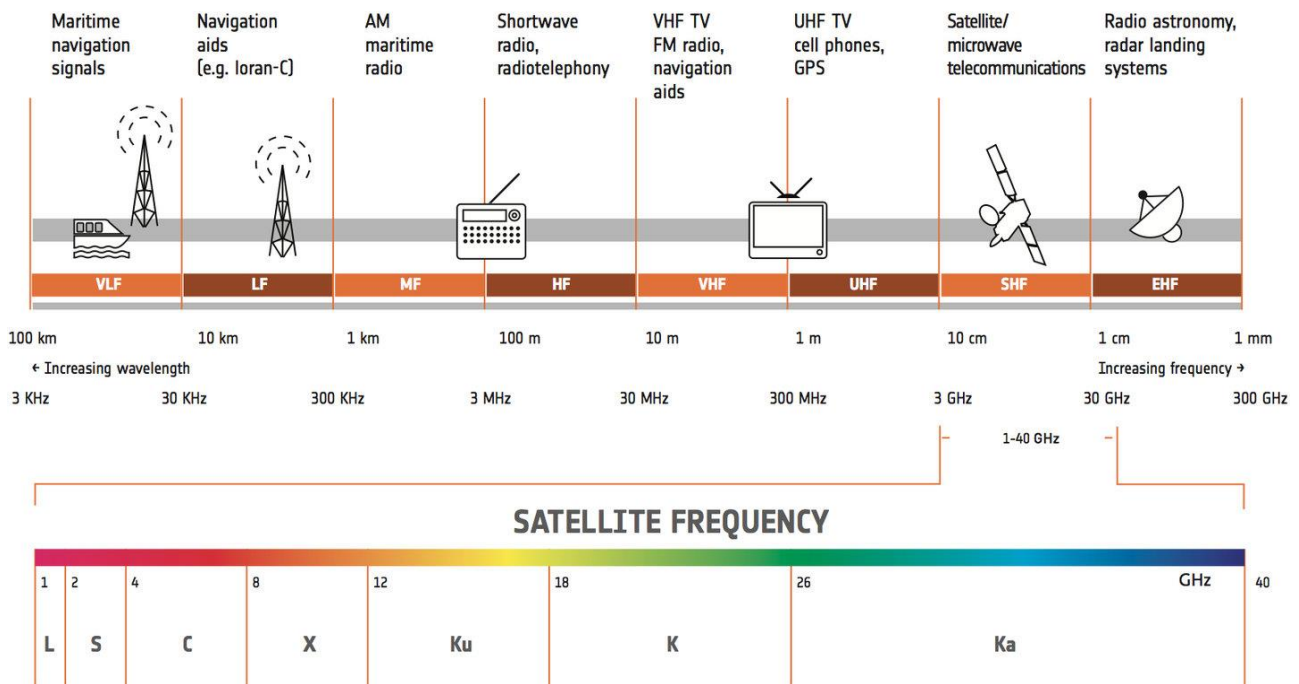 Maritime
navigation
signals
Navigation
aids
(e.g. loran-C)
AM
maritime
radio
Shortwave
radio,
radiotelephony
VHF TV
FM radio,
navigation
aids
UHF TV
cell phones,
GPS
Satellite/
microwave
telecommunications
Radio astronomy,
radar landing
systems
VLF LF MF HF VHF UHF SHF EHF
100 km 10 km 1 km 100 m 10 m 1 m 10 cm 1 cm 1 mm
← Increasing wavelength Increasing frequency →
3 KHz 30 KHz 300 KHz 3 MHz 30 MHz 300 MHz 3 GHz 30 GHz 300 GHz
1-40 GHz
SATELLITE FREQUENCY
1 2 4 8 12 18 26 GHz 40
L S C X Ku K Ka